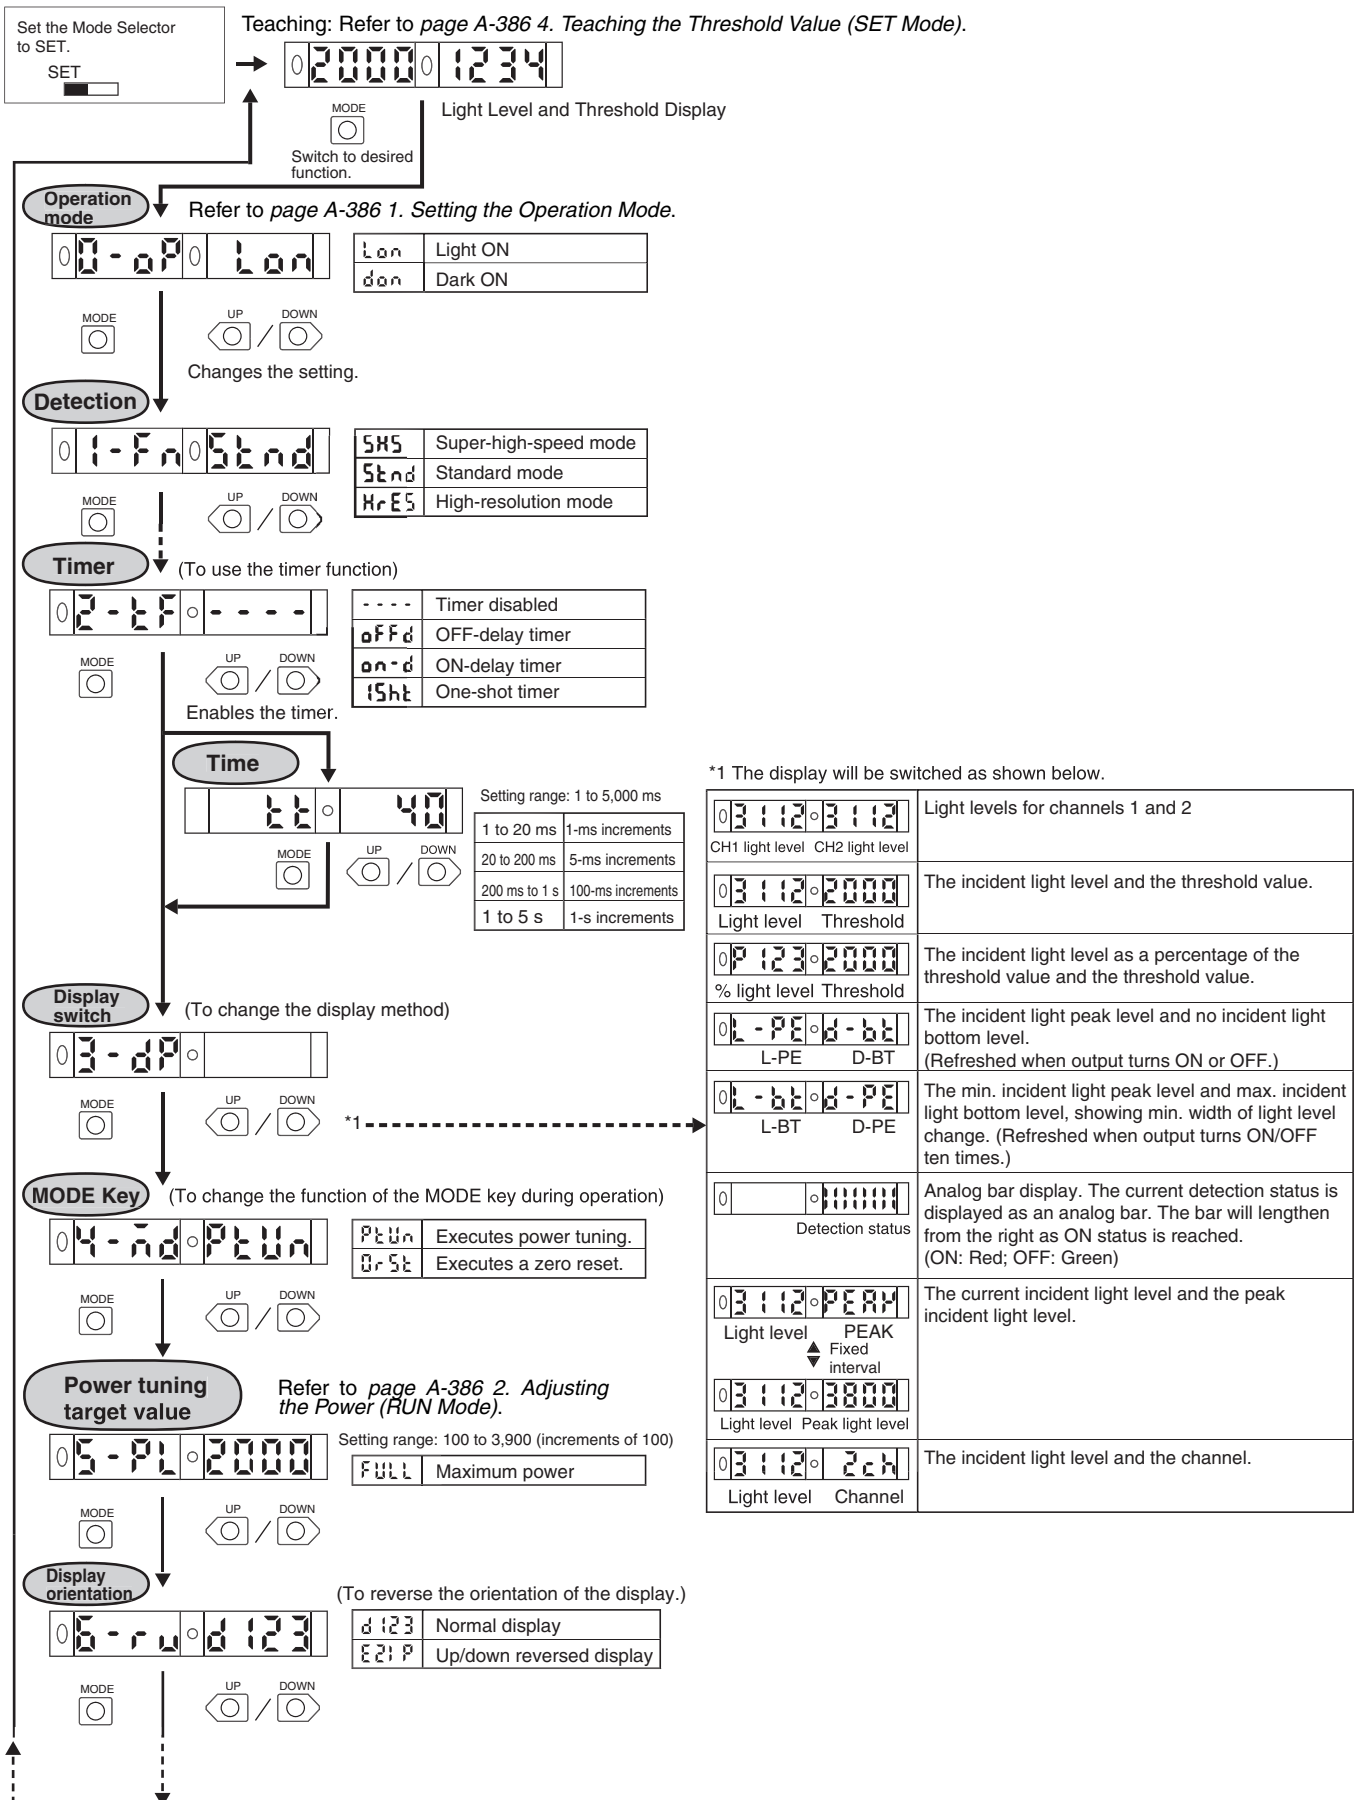 Set the Mode Selector
to SET.
SET
Teaching: Refer to page A-386 4. Teaching the Threshold Value (SET Mode).
2000 1234
MODE
Light Level and Threshold Display
Switch to desired
function.
Operation
mode
Refer to page A-386 1. Setting the Operation Mode.
0-oP Lon
Lon Light ON
don Dark ON
MODE
UP / DOWN
Changes the setting.
Detection
1-Fn Stnd
SHS Super-high-speed mode
Stnd Standard mode
HrES High-resolution mode
MODE
UP / DOWN
Timer
(To use the timer function)
2-tF ----
---- Timer disabled
oFFd OFF-delay timer
on-d ON-delay timer
1Sht One-shot timer
MODE
UP / DOWN
Enables the timer.
Time
tt 40
MODE
UP / DOWN
Setting range: 1 to 5,000 ms
1 to 20 ms 1-ms increments
20 to 200 ms 5-ms increments
200 ms to 1 s 100-ms increments
1 to 5 s 1-s increments
Display
switch
(To change the display method)
3-dP
MODE
UP / DOWN
*1
MODE Key
(To change the function of the MODE key during operation)
4-md PtUn
PtUn Executes power tuning.
0rSt Executes a zero reset.
MODE
UP / DOWN
Power tuning
target value
Refer to page A-386 2. Adjusting
the Power (RUN Mode).
5-PL 2000
Setting range: 100 to 3,900 (increments of 100)
FULL Maximum power
MODE
UP / DOWN
Display
orientation
(To reverse the orientation of the display.)
6-ru d123
d123 Normal display
E21P Up/down reversed display
MODE
UP / DOWN
*1 The display will be switched as shown below.
3112 3112
CH1 light level CH2 light level
Light levels for channels 1 and 2
3112 2000
Light level Threshold
The incident light level and the threshold value.
P123 2000
% light level Threshold
The incident light level as a percentage of the
threshold value and the threshold value.
L-PE d-bt
L-PE D-BT
The incident light peak level and no incident light
bottom level.
(Refreshed when output turns ON or OFF.)
L-bt d-PE
L-BT D-PE
The min. incident light peak level and max. incident
light bottom level, showing min. width of light level
change. (Refreshed when output turns ON/OFF
ten times.)
Detection status
Analog bar display. The current detection status is
displayed as an analog bar. The bar will lengthen
from the right as ON status is reached.
(ON: Red; OFF: Green)
3112 PEAK
Light level PEAK
Fixed
interval
3112 3800
Light level Peak light level
The current incident light level and the peak
incident light level.
3112 2ch
Light level Channel
The incident light level and the channel.